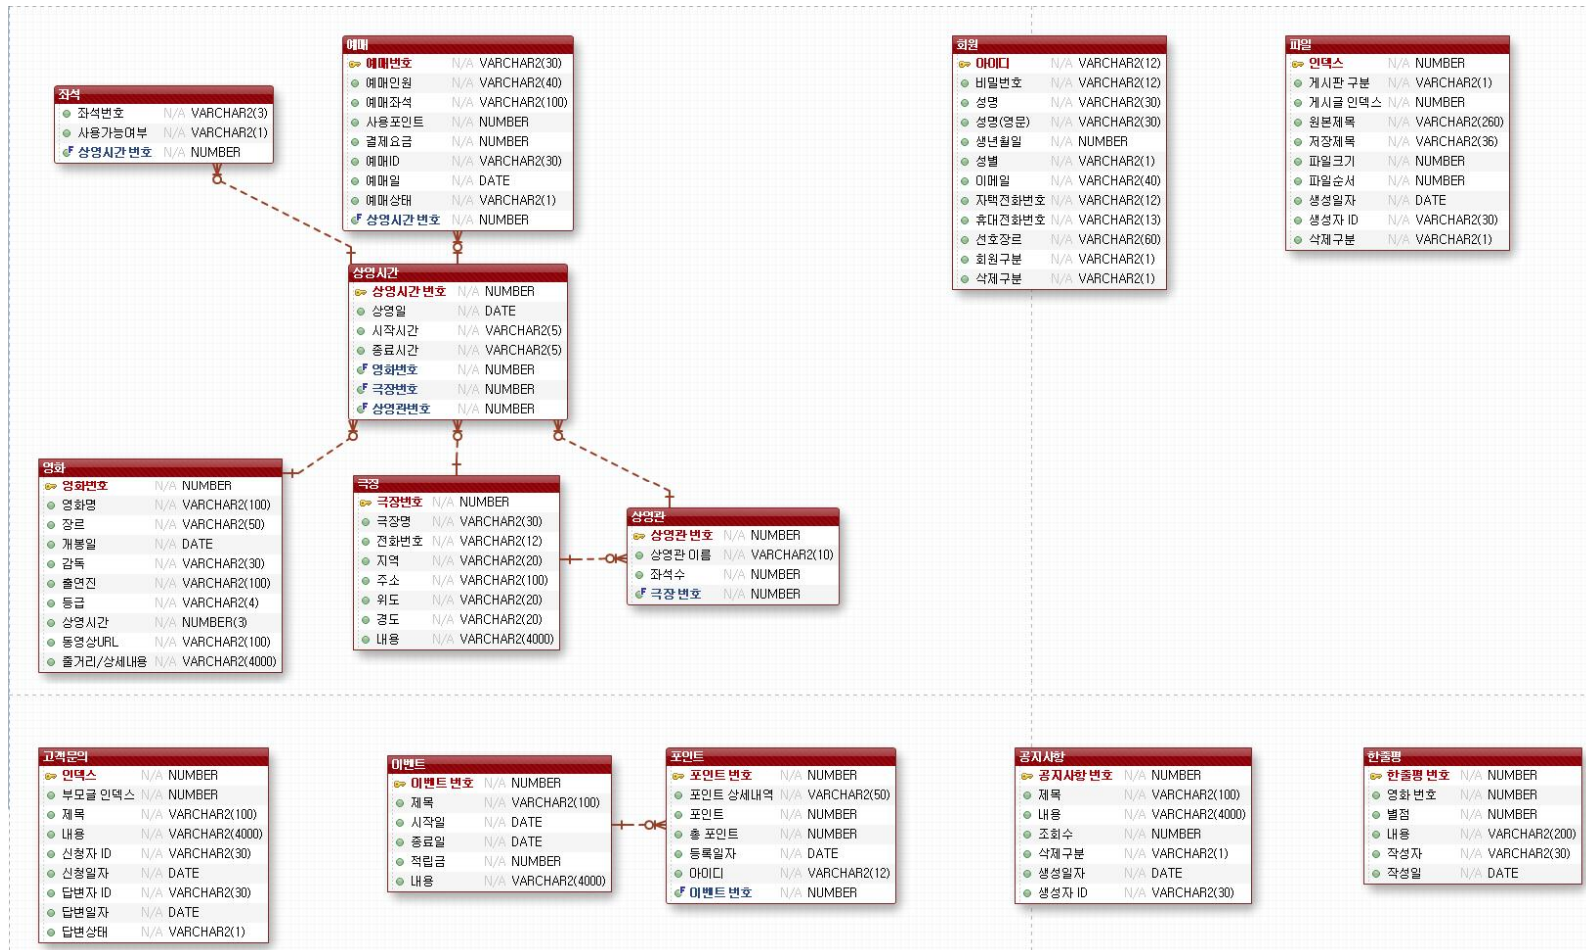 예매
예매번호 N/A VARCHAR2(30)
예매인원 N/A VARCHAR2(40)
예매좌석 N/A VARCHAR2(100)
사용포인트 N/A NUMBER
결제요금 N/A NUMBER
예매ID N/A VARCHAR2(30)
예매일 N/A DATE
예매상태 N/A VARCHAR2(1)
상영시간 번호 N/A NUMBER
회원
아이디 N/A VARCHAR2(12)
비밀번호 N/A VARCHAR2(12)
성명 N/A VARCHAR2(30)
성명(영문) N/A VARCHAR2(30)
생년월일 N/A NUMBER
성별 N/A VARCHAR2(1)
이메일 N/A VARCHAR2(40)
자택전화번호 N/A VARCHAR2(12)
휴대전화번호 N/A VARCHAR2(13)
선호장르 N/A VARCHAR2(60)
회원구분 N/A VARCHAR2(1)
삭제구분 N/A VARCHAR2(1)
파일
인덱스 N/A NUMBER
게시판 구분 N/A VARCHAR2(1)
게시글 인덱스 N/A NUMBER
원본제목 N/A VARCHAR2(260)
저장제목 N/A VARCHAR2(36)
파일크기 N/A NUMBER
파일순서 N/A NUMBER
생성일자 N/A DATE
생성자 ID N/A VARCHAR2(30)
삭제구분 N/A VARCHAR2(1)
좌석
좌석번호 N/A VARCHAR2(3)
사용가능여부 N/A VARCHAR2(1)
상영시간 번호 N/A NUMBER
상영시간
상영시간 번호 N/A NUMBER
상영일 N/A DATE
시작시간 N/A VARCHAR2(5)
종료시간 N/A VARCHAR2(5)
영화번호 N/A NUMBER
극장번호 N/A NUMBER
상영관번호 N/A NUMBER
영화
영화번호 N/A NUMBER
영화명 N/A VARCHAR2(100)
장르 N/A VARCHAR2(50)
개봉일 N/A DATE
감독 N/A VARCHAR2(30)
출연진 N/A VARCHAR2(100)
등급 N/A VARCHAR2(4)
상영시간 N/A NUMBER(3)
동영상URL N/A VARCHAR2(100)
줄거리/상세내용 N/A VARCHAR2(4000)
극장
극장번호 N/A NUMBER
극장명 N/A VARCHAR2(30)
전화번호 N/A VARCHAR2(12)
지역 N/A VARCHAR2(20)
주소 N/A VARCHAR2(100)
위도 N/A VARCHAR2(20)
경도 N/A VARCHAR2(20)
내용 N/A VARCHAR2(4000)
상영관
상영관 번호 N/A NUMBER
상영관 이름 N/A VARCHAR2(10)
좌석수 N/A NUMBER
극장 번호 N/A NUMBER
고객문의
인덱스 N/A NUMBER
부모글 인덱스 N/A NUMBER
제목 N/A VARCHAR2(100)
내용 N/A VARCHAR2(4000)
신청자 ID N/A VARCHAR2(30)
신청일자 N/A DATE
답변자 ID N/A VARCHAR2(30)
답변일자 N/A DATE
답변상태 N/A VARCHAR2(1)
이벤트
이벤트 번호 N/A NUMBER
제목 N/A VARCHAR2(100)
시작일 N/A DATE
종료일 N/A DATE
적립금 N/A NUMBER
내용 N/A VARCHAR2(4000)
포인트
포인트 번호 N/A NUMBER
포인트 상세내역 N/A VARCHAR2(50)
포인트 N/A NUMBER
총 포인트 N/A NUMBER
등록일자 N/A DATE
아이디 N/A VARCHAR2(12)
이벤트 번호 N/A NUMBER
공지사항
공지사항 번호 N/A NUMBER
제목 N/A VARCHAR2(100)
내용 N/A VARCHAR2(4000)
조회수 N/A NUMBER
삭제구분 N/A VARCHAR2(1)
생성일자 N/A DATE
생성자 ID N/A VARCHAR2(30)
한줄평
한줄평 번호 N/A NUMBER
영화 번호 N/A NUMBER
별점 N/A NUMBER
내용 N/A VARCHAR2(200)
작성자 N/A VARCHAR2(30)
작성일 N/A DATE